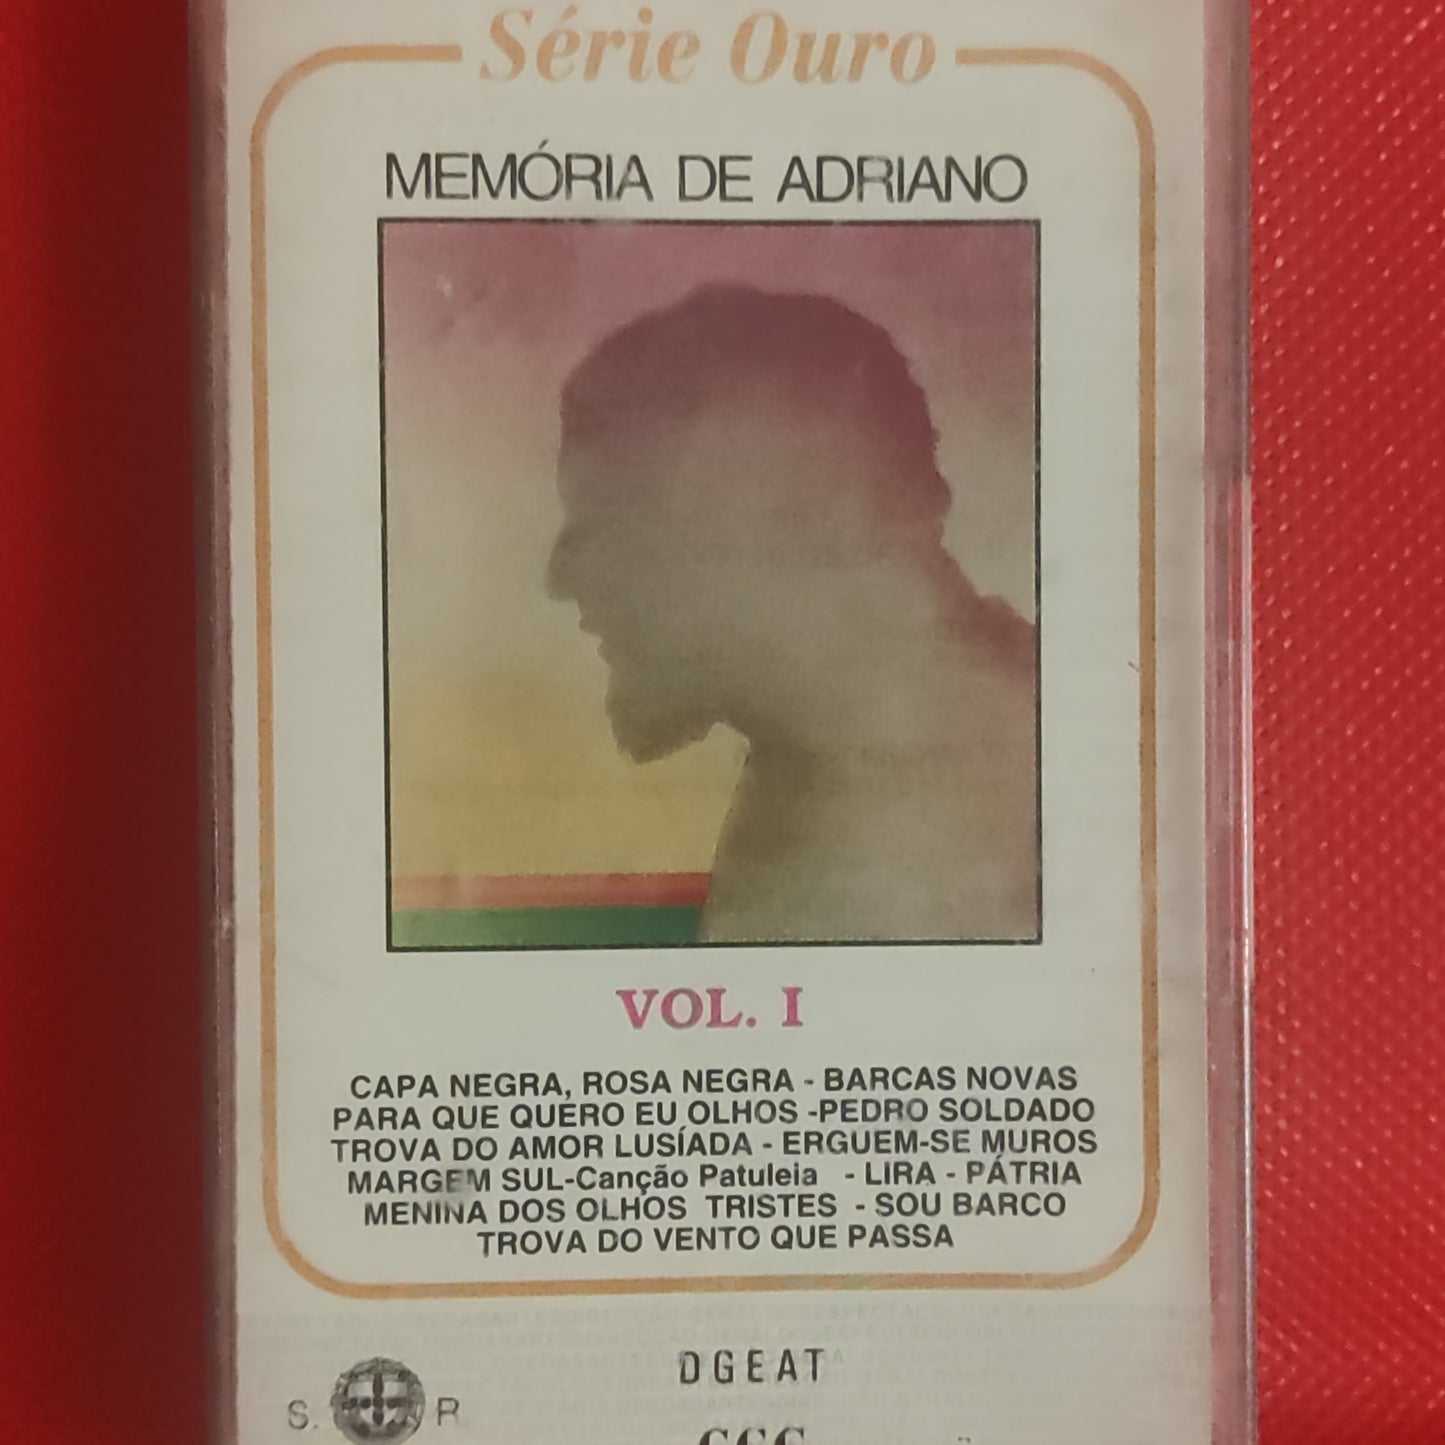 Série Ouro
MEMÓRIA DE ADRIANO
VOL. I
CAPA NEGRA, ROSA NEGRA - BARCAS NOVAS
PARA QUE QUERO EU OLHOS -PEDRO SOLDADO
TROVA DO AMOR LUSÍADA - ERGUEM-SE MUROS
MARGEM SUL-Canção Patuleia - LIRA - PÁTRIA
MENINA DOS OLHOS TRISTES - SOU BARCO
TROVA DO VENTO QUE PASSA
DGEAT
S. R